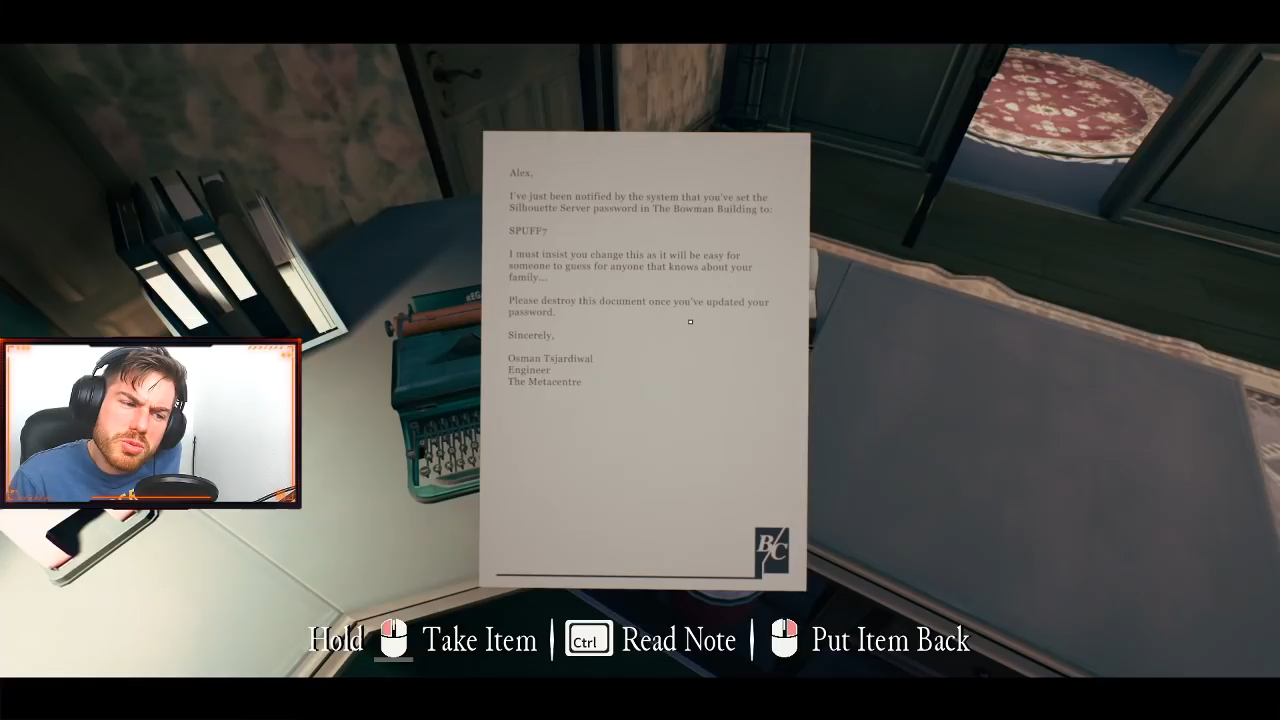 Alex,
I've just been notified by the system that you've set the
Silhouette Server password in The Bowman Building to:
SPUFF7
I must insist you change this as it will be easy for
someone to guess for anyone that knows about your
family...
Please destroy this document once you've updated your
password.
Sincerely,
Osman Tsjardiwal
Engineer
The Metacentre
B/C
Hold Take Item Ctrl Read Note Put Item Back